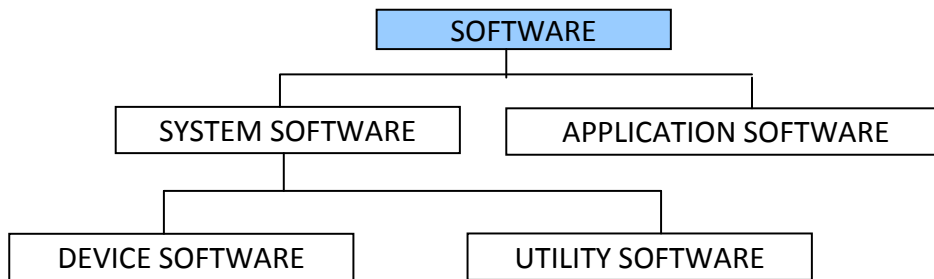 SOFTWARE
SYSTEM SOFTWARE
APPLICATION SOFTWARE
DEVICE SOFTWARE
UTILITY SOFTWARE